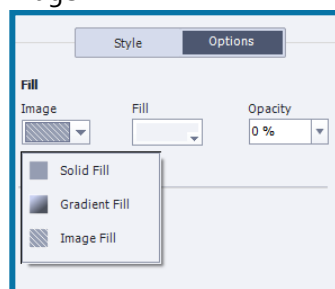 Style Options
Fill
Image Fill Opacity
0 %
Solid Fill
Gradient Fill
Image Fill